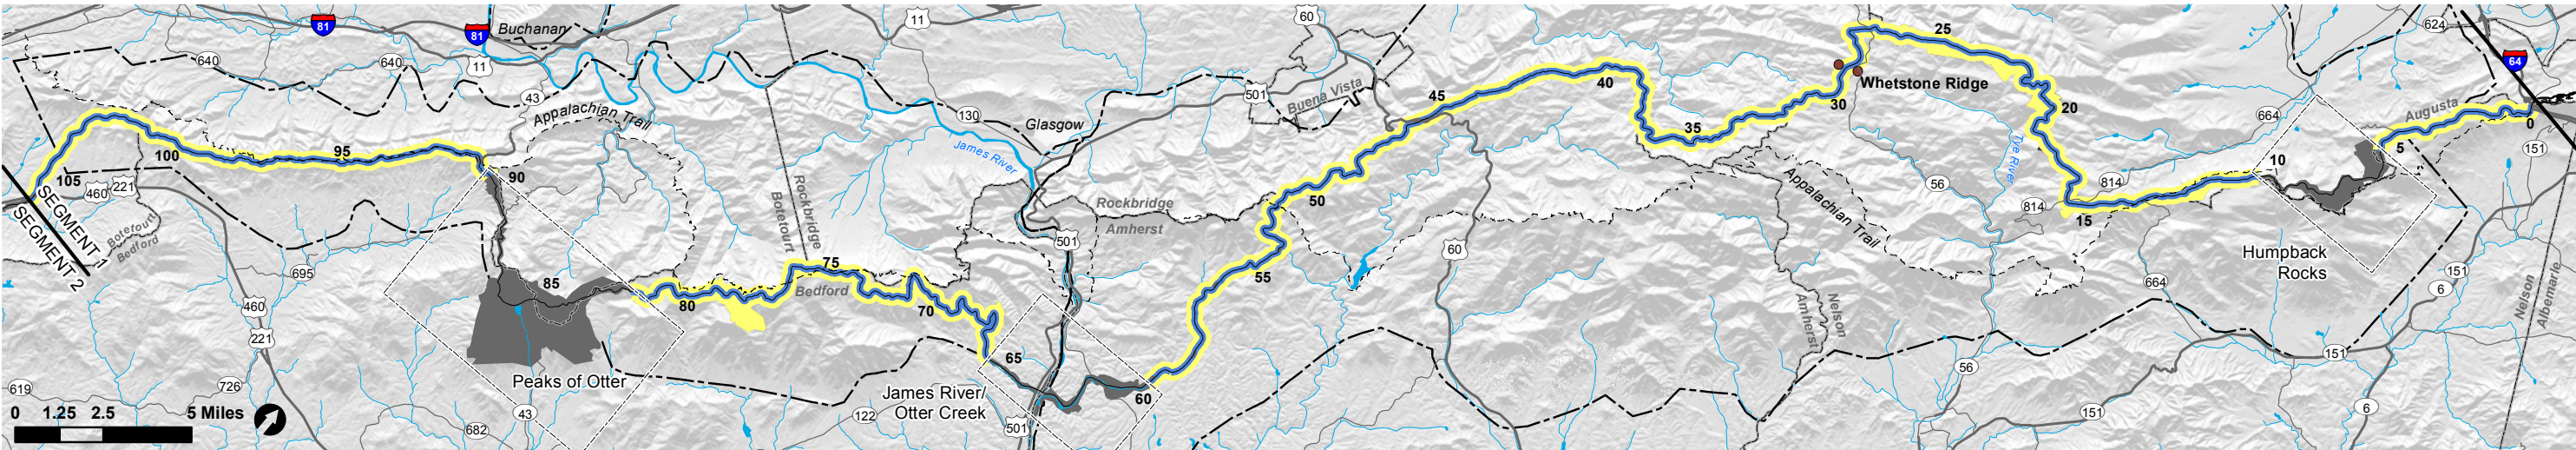 81
Buchanan
81
11
60
624
64
25
640
640
11
43
Appalachian Trail
130
Glasgow
501
Buena Vista
45
40
Whetstone Ridge
30
35
20
Augusta
0
664
151
100
95
90
105
460
221
James River
Rockbridge
Botetourt
Rockbridge
Amherst
50
56
Tye River
814
814
15
10
5
Appalachian Trail
SEGMENT 1
SEGMENT 2
Botetourt
Bedford
695
460
221
85
80
75
Bedford
70
501
55
60
Nelson
Amherst
664
Humpback
Rocks
151
6
Nelson
Albemarle
11
619
726
Peaks of Otter
65
James River/
Otter Creek
60
122
501
43
682
56
151
151
6
0 1.25 2.5 5 Miles